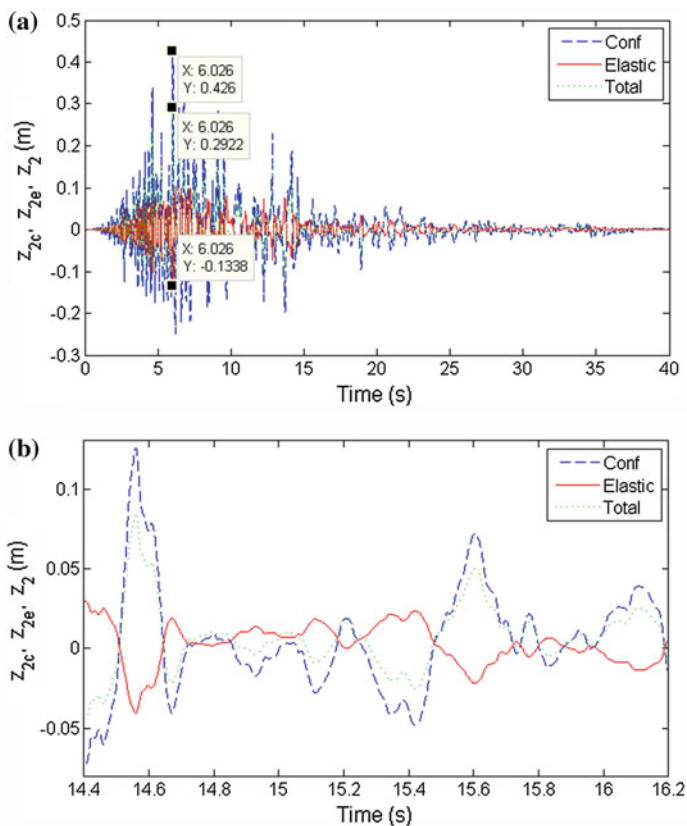 (a)
0.5
0.4
0.3
0.2
0.1
0
-0.1
-0.2
-0.3
Z2c, Z2e, Z2 (m)
Conf
Elastic
Total
X: 6.026
Y: 0.426
X: 6.026
Y: 0.2922
X: 6.026
Y: -0.1338
0 5 10 15 20 25 30 35 40
Time (s)
(b)
0.1
0.05
0
-0.05
Z2c, Z2e, Z2 (m)
Conf
Elastic
Total
14.4 14.6 14.8 15 15.2 15.4 15.6 15.8 16 16.2
Time (s)